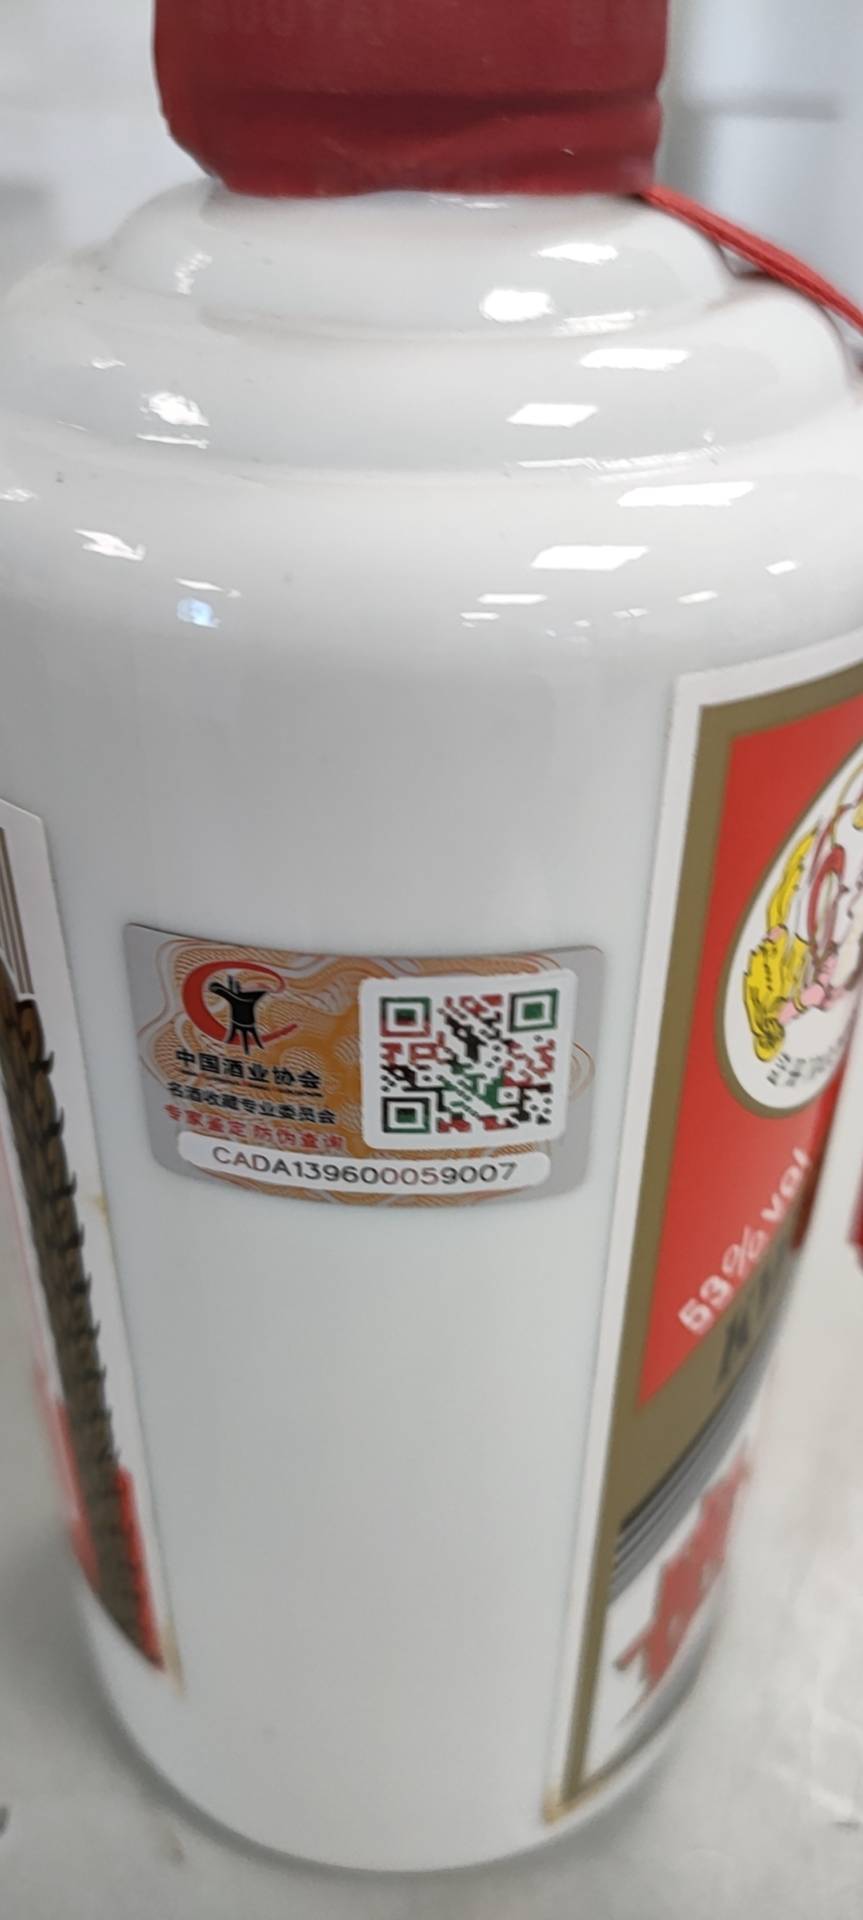 中国酒业协会
名酒收藏专业委员会
专家鉴定 防伪查询
CADA139600059007
53% vol